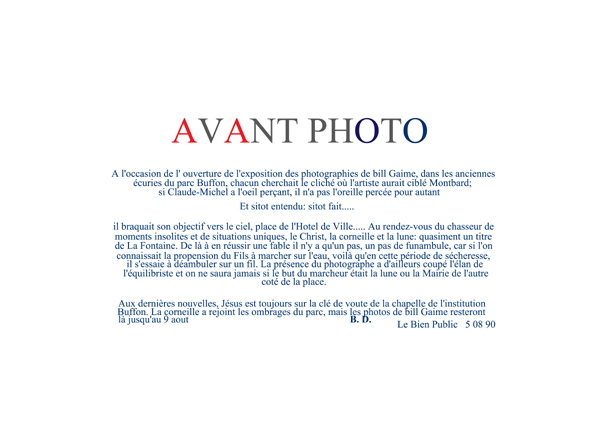 AVANT PHOTO
A l'occasion de l' ouverture de l'exposition des photographies de bill Gaime, dans les anciennes
écuries du parc Buffon, chacun cherchait le cliché où l'artiste aurait ciblé Montbard;
si Claude-Michel a l'oeil perçant, il n'a pas l'oreille percée pour autant
Et sitot entendu: sitot fait.....
il braquait son objectif vers le ciel, place de l'Hotel de Ville..... Au rendez-vous du chasseur de
moments insolites et de situations uniques, le Christ, la corneille et la lune: quasiment un titre
de La Fontaine. De là à en réussir une fable il n'y a qu'un pas, un pas de funambule, car si l'on
connaissait la propension du Fils à marcher sur l'eau, voilà qu'en cette période de sécheresse,
il s'essaie à déambuler sur un fil. La présence du photographe a d'ailleurs coupé l'élan de
l'équilibriste et on ne saura jamais si le but du marcheur était la lune ou la Mairie de l'autre
coté de la place.
Aux dernières nouvelles, Jésus est toujours sur la clé de voute de la chapelle de l'institution
Buffon. La corneille a rejoint les ombrages du parc, mais les photos de bill Gaime resteront
là jusqu'au 9 aout B. D.
Le Bien Public 5 08 90